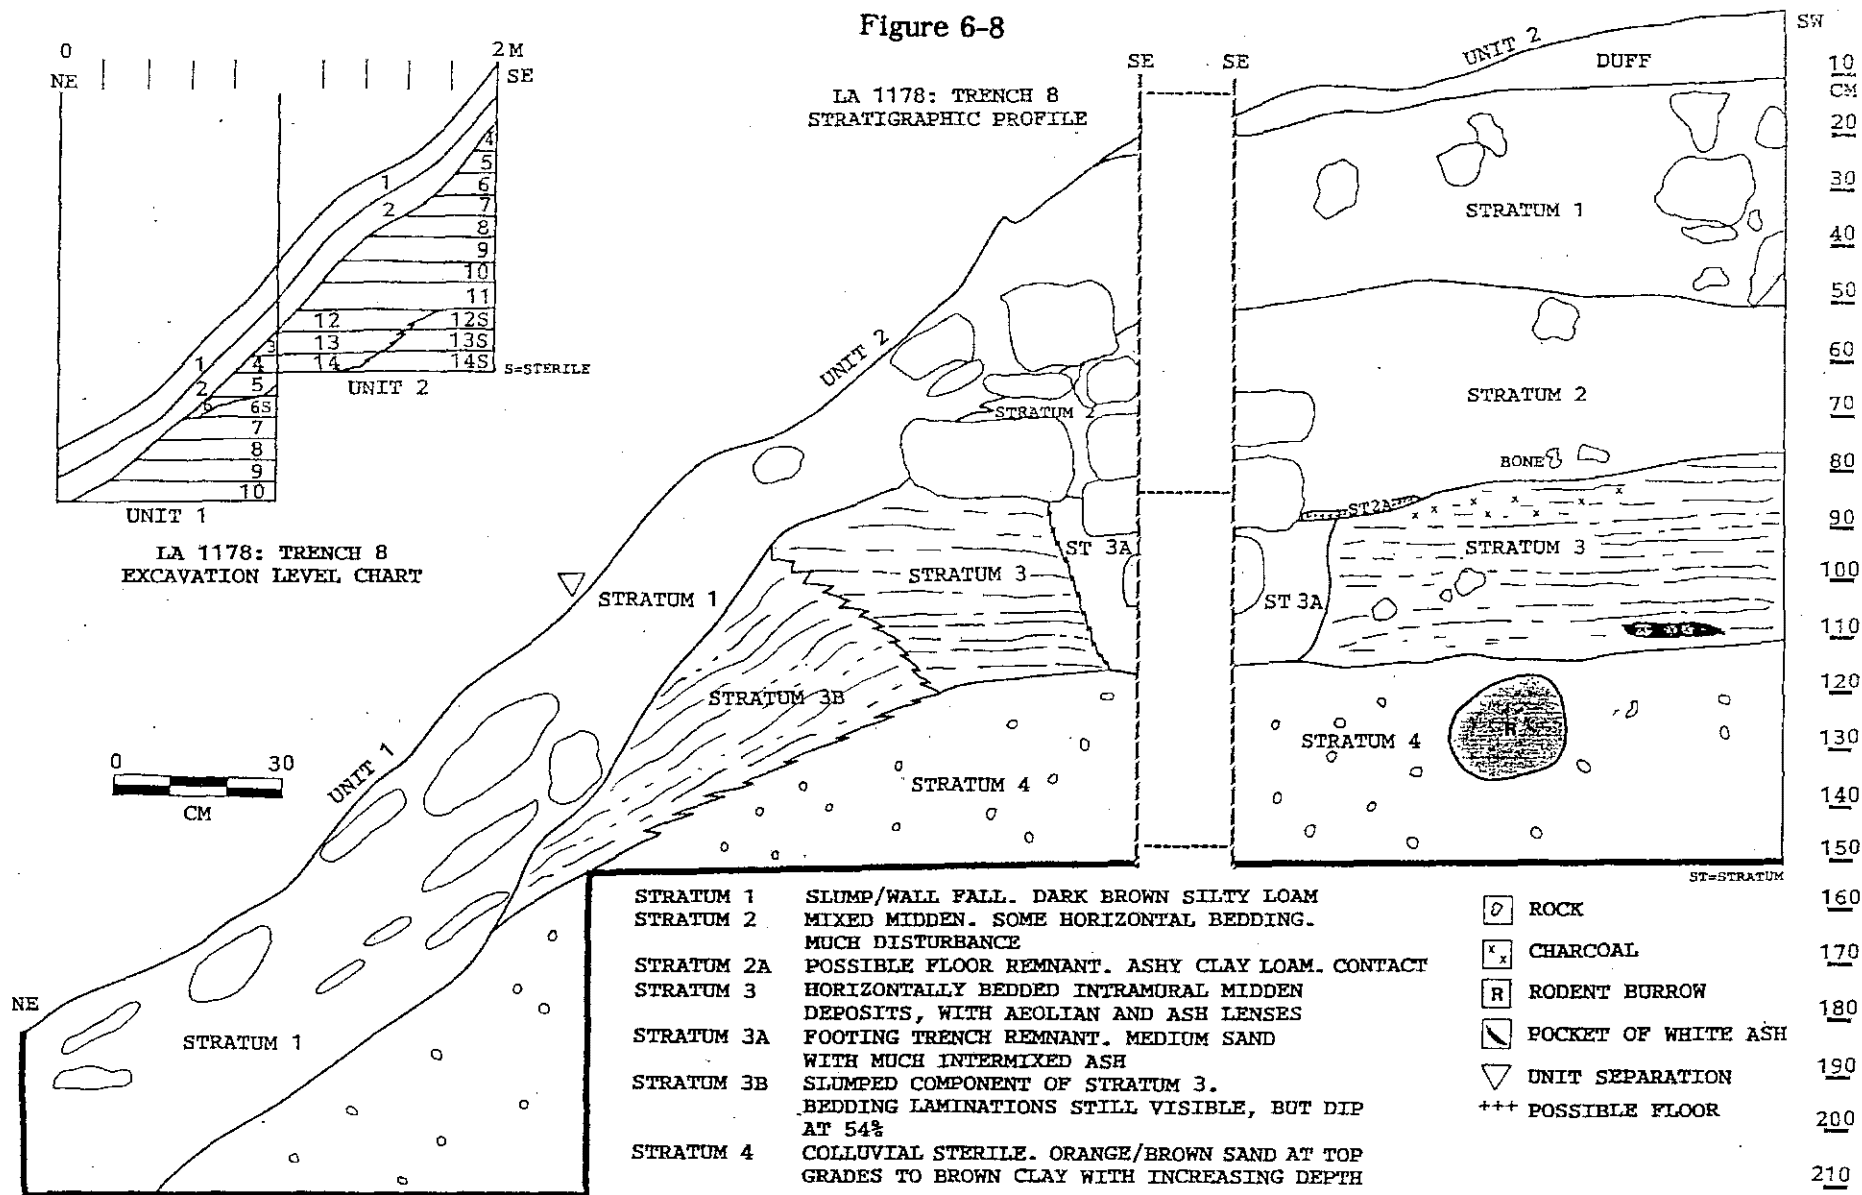 Figure 6-8
0
2 M
NE
SE
1
2
4
5
6
7
8
9
10
11
12
12S
13
13S
14
14S
S=STERILE
UNIT 2
1
2
3
4
5
6
6S
7
8
9
10
UNIT 1
LA 1178: TRENCH 8
EXCAVATION LEVEL CHART
LA 1178: TRENCH 8
STRATIGRAPHIC PROFILE
SE
SE
SW
UNIT 2
DUFF
STRATUM 1
STRATUM 2
BONE
ST2A
STRATUM 3
ST 3A
STRATUM 4
R
ST=STRATUM
UNIT 2
STRATUM 2
ST 3A
STRATUM 3
STRATUM 1
STRATUM 3B
STRATUM 4
UNIT 1
STRATUM 1
NE
0
30
CM
10
CM
20
30
40
50
60
70
80
90
100
110
120
130
140
150
160
170
180
190
200
210
STRATUM 1 SLUMP/WALL FALL. DARK BROWN SILTY LOAM
STRATUM 2 MIXED MIDDEN. SOME HORIZONTAL BEDDING.
MUCH DISTURBANCE
STRATUM 2A POSSIBLE FLOOR REMNANT. ASHY CLAY LOAM. CONTACT
STRATUM 3 HORIZONTALLY BEDDED INTRAMURAL MIDDEN
DEPOSITS, WITH AEOLIAN AND ASH LENSES
STRATUM 3A FOOTING TRENCH REMNANT. MEDIUM SAND
WITH MUCH INTERMIXED ASH
STRATUM 3B SLUMPED COMPONENT OF STRATUM 3.
BEDDING LAMINATIONS STILL VISIBLE, BUT DIP
AT 54%
STRATUM 4 COLLUVIAL STERILE. ORANGE/BROWN SAND AT TOP
GRADES TO BROWN CLAY WITH INCREASING DEPTH
ROCK
x x CHARCOAL
R RODENT BURROW
POCKET OF WHITE ASH
UNIT SEPARATION
+++ POSSIBLE FLOOR